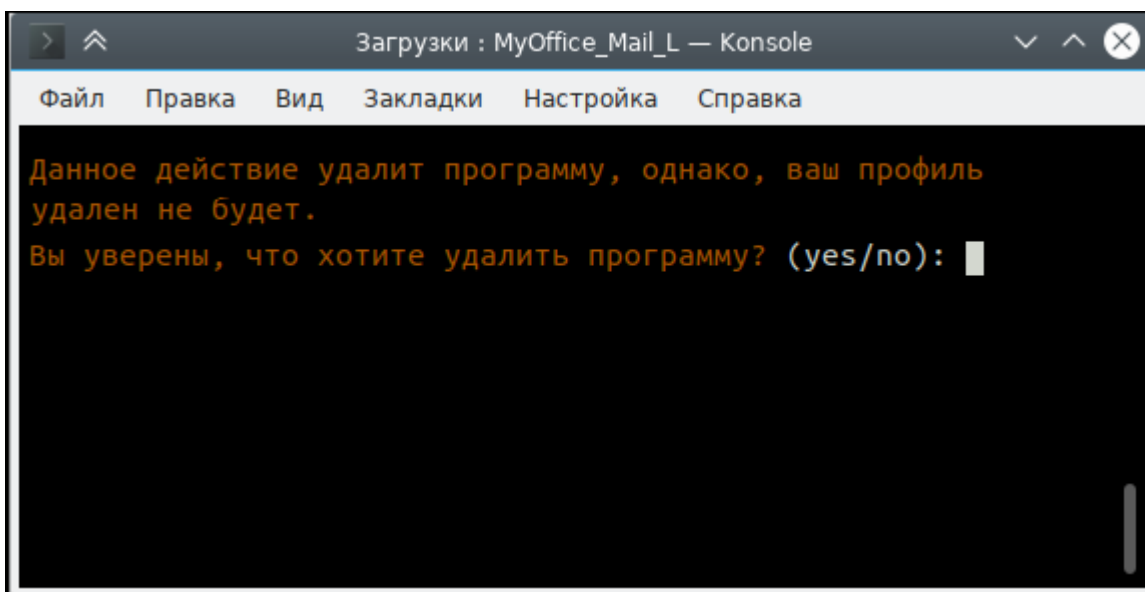 Загрузки : MyOffice_Mail_L — Konsole
Файл Правка Вид Закладки Настройка Справка
Данное действие удалит программу, однако, ваш профиль
удален не будет.
Вы уверены, что хотите удалить программу? (yes/no):